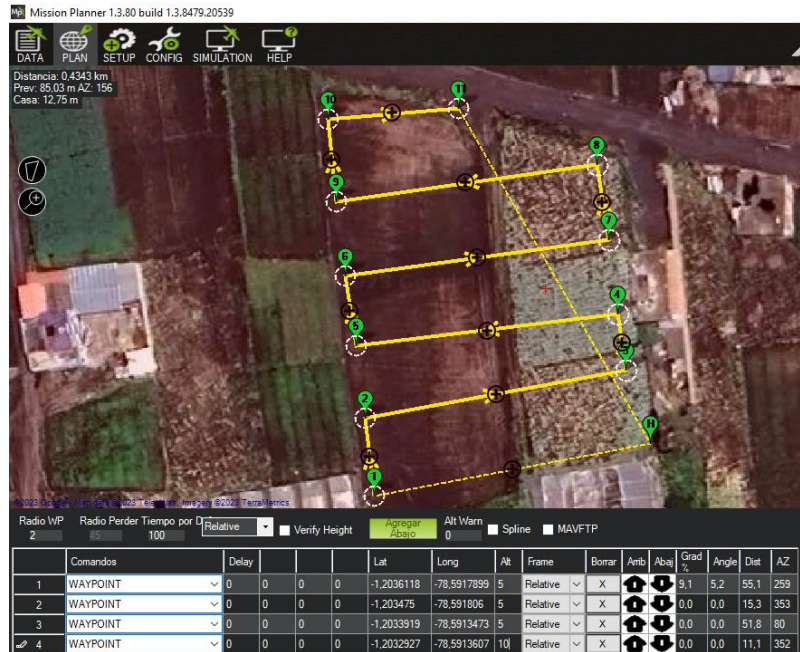 Mission Planner 1.3.80 build 1.3.8479.20539
DATA PLAN SETUP CONFIG SIMULATION HELP
Distancia: 0,4343 km
Prev: 85,03 m AZ: 156
Casa: 12,75 m
10 11
8
9
7
6
4
5
2
H
1
Radio WP Radio Perder Tiempo por D Relative Verify Height Agregar Abajo Alt Warn Spline MAVFTP
2 45 100 0
Comandos Delay Lat Long Alt Frame Borrar Arrib Abaj Grad % Angle Dist AZ
1 WAYPOINT 0 0 0 0 -1,2036118 -78,5917899 5 Relative X 9,1 5,2 55,1 259
2 WAYPOINT 0 0 0 0 -1,203475 -78,591806 5 Relative X 0,0 0,0 15,3 353
3 WAYPOINT 0 0 0 0 -1,2033919 -78,5913473 5 Relative X 0,0 0,0 51,8 80
4 WAYPOINT 0 0 0 0 -1,2032927 -78,5913607 10 Relative X 0,0 0,0 11,1 352